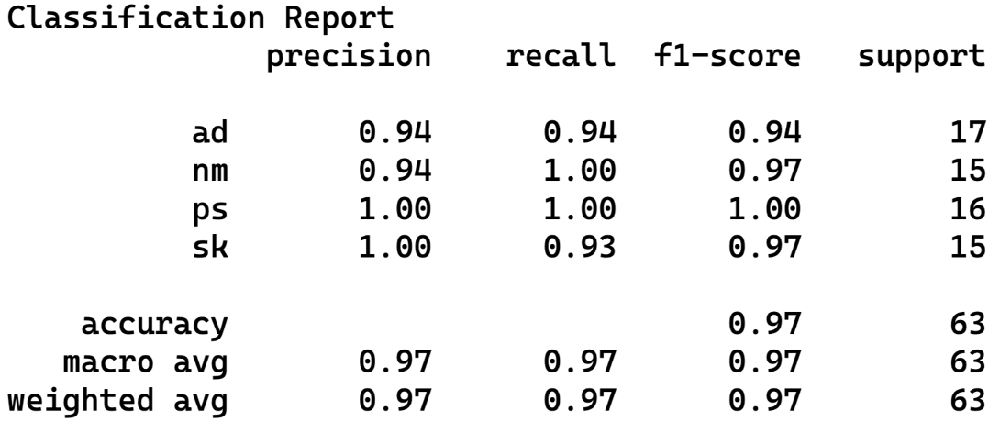 Classification Report
precision recall f1-score support
ad 0.94 0.94 0.94 17
nm 0.94 1.00 0.97 15
ps 1.00 1.00 1.00 16
sk 1.00 0.93 0.97 15
accuracy 0.97 63
macro avg 0.97 0.97 0.97 63
weighted avg 0.97 0.97 0.97 63